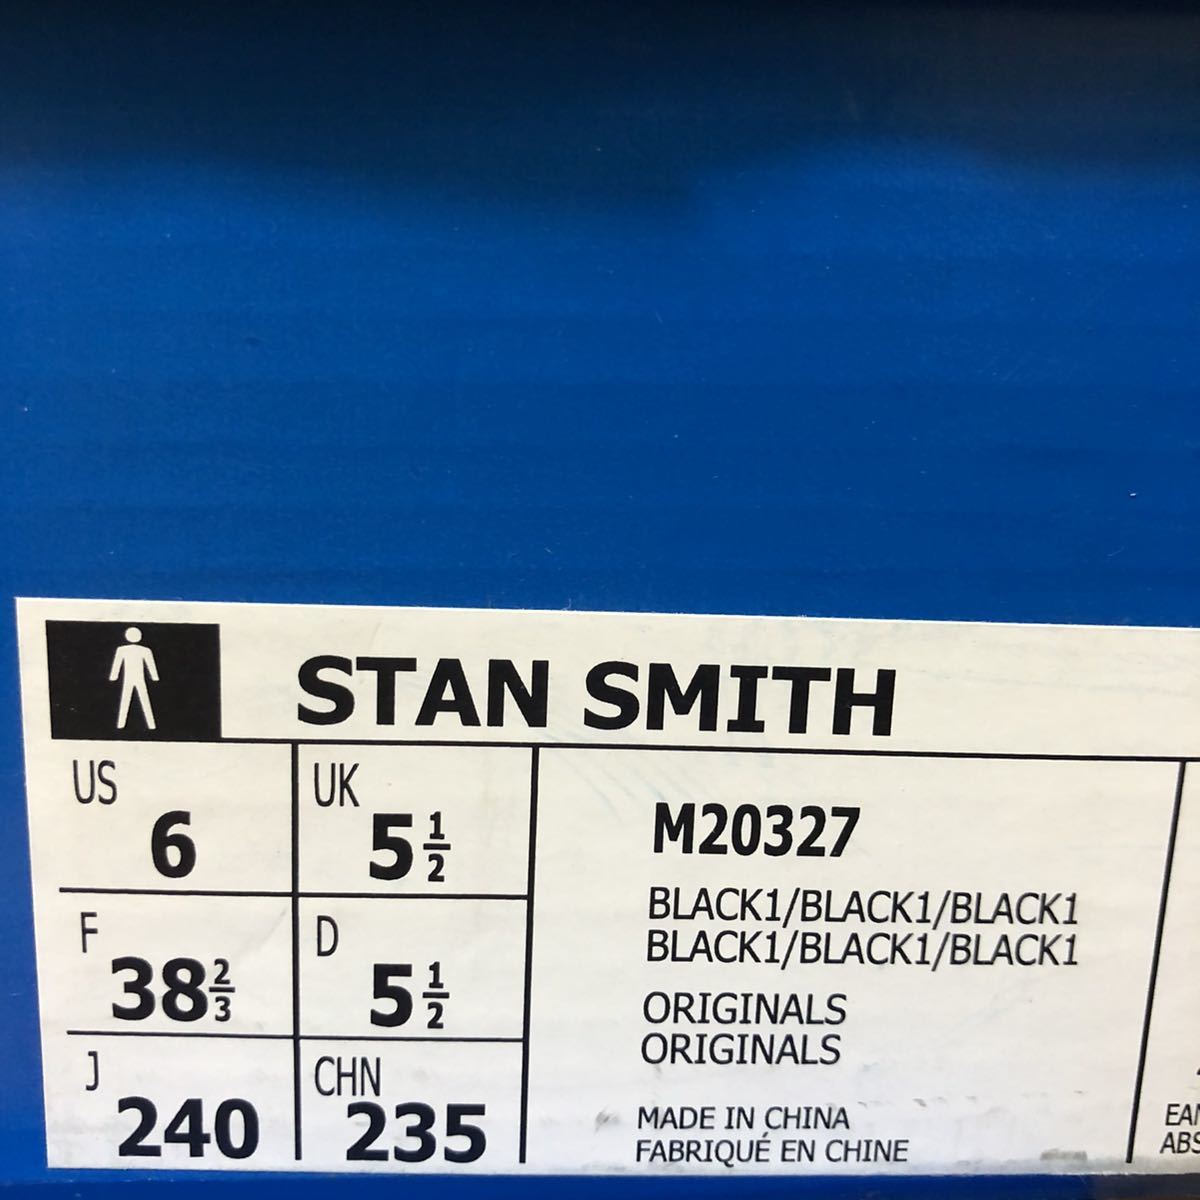 STAN SMITH
US
6
UK
5 1/2
F
38 2/3
D
5 1/2
J
240
CHN
235
M20327
BLACK1/BLACK1/BLACK1
BLACK1/BLACK1/BLACK1
ORIGINALS
ORIGINALS
MADE IN CHINA
FABRIQUÉ EN CHINE